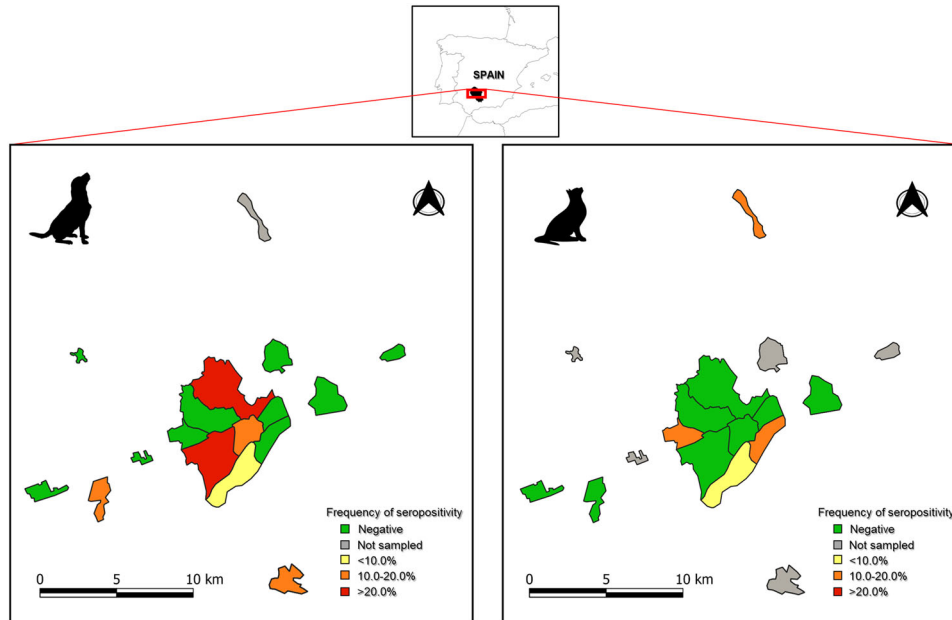 SPAIN
Frequency of seropositivity
Negative
Not sampled
<10.0%
10.0-20.0%
>20.0%
0 5 10 km
Frequency of seropositivity
Negative
Not sampled
<10.0%
10.0-20.0%
>20.0%
0 5 10 km